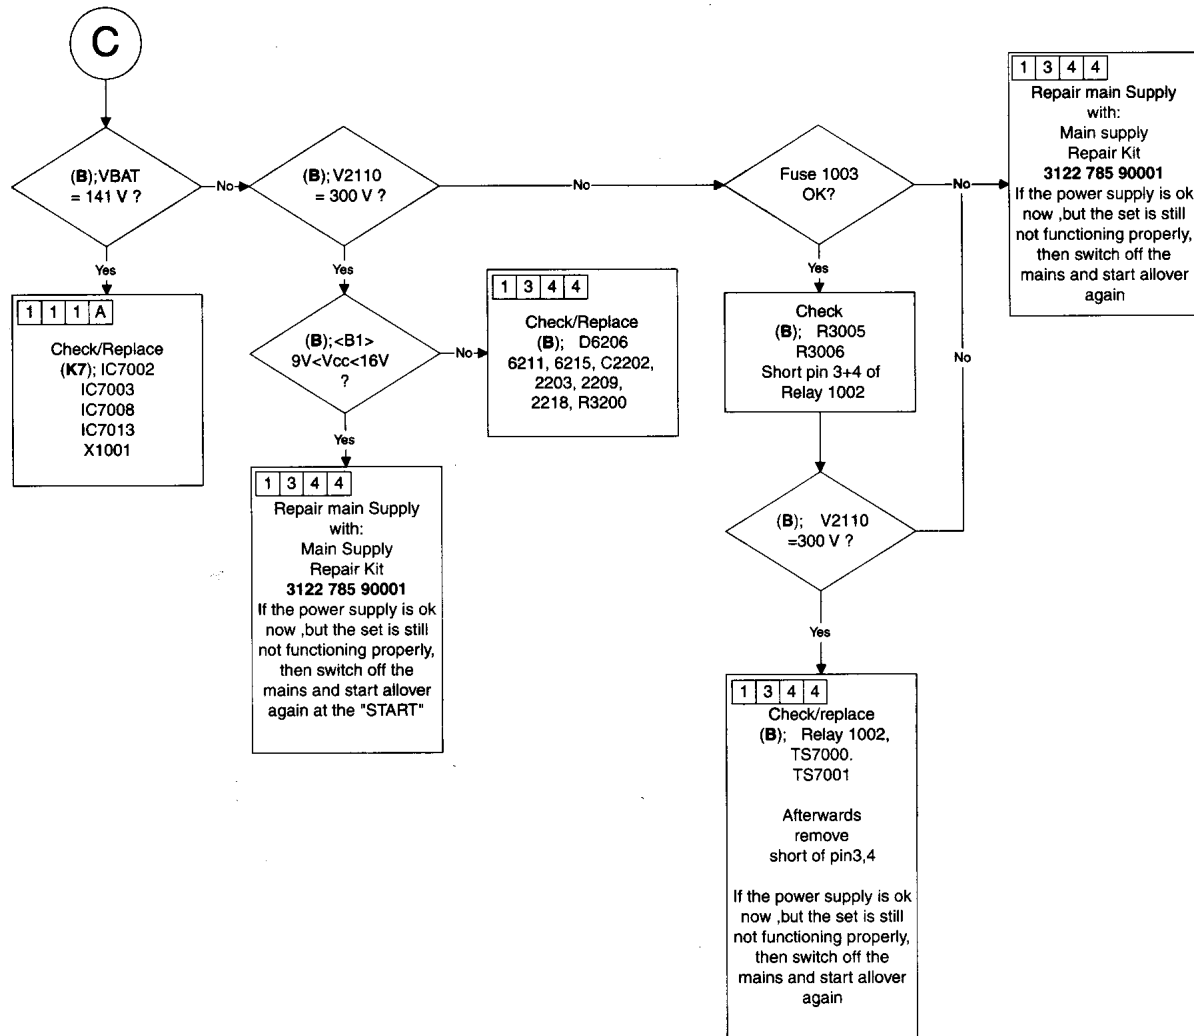 C
(B);VBAT
= 141 V ?
No
Yes
1 1 1 A
Check/Replace
(K7); IC7002
IC7003
IC7008
IC7013
X1001
(B); V2110
= 300 V ?
No
Yes
(B);<B1>
9V<Vcc<16V
?
No
Yes
1 3 4 4
Check/Replace
(B); D6206
6211, 6215, C2202,
2203, 2209,
2218, R3200
1 3 4 4
Repair main Supply
with:
Main Supply
Repair Kit
3122 785 90001
If the power supply is ok
now ,but the set is still
not functioning properly,
then switch off the
mains and start allover
again at the "START"
Fuse 1003
OK?
No
Yes
Check
(B); R3005
R3006
Short pin 3+4 of
Relay 1002
(B); V2110
=300 V ?
No
Yes
1 3 4 4
Check/replace
(B); Relay 1002,
TS7000.
TS7001
Afterwards
remove
short of pin3,4
If the power supply is ok
now ,but the set is still
not functioning properly,
then switch off the
mains and start allover
again
1 3 4 4
Repair main Supply
with:
Main supply
Repair Kit
3122 785 90001
If the power supply is ok
now ,but the set is still
not functioning properly,
then switch off the
mains and start allover
again